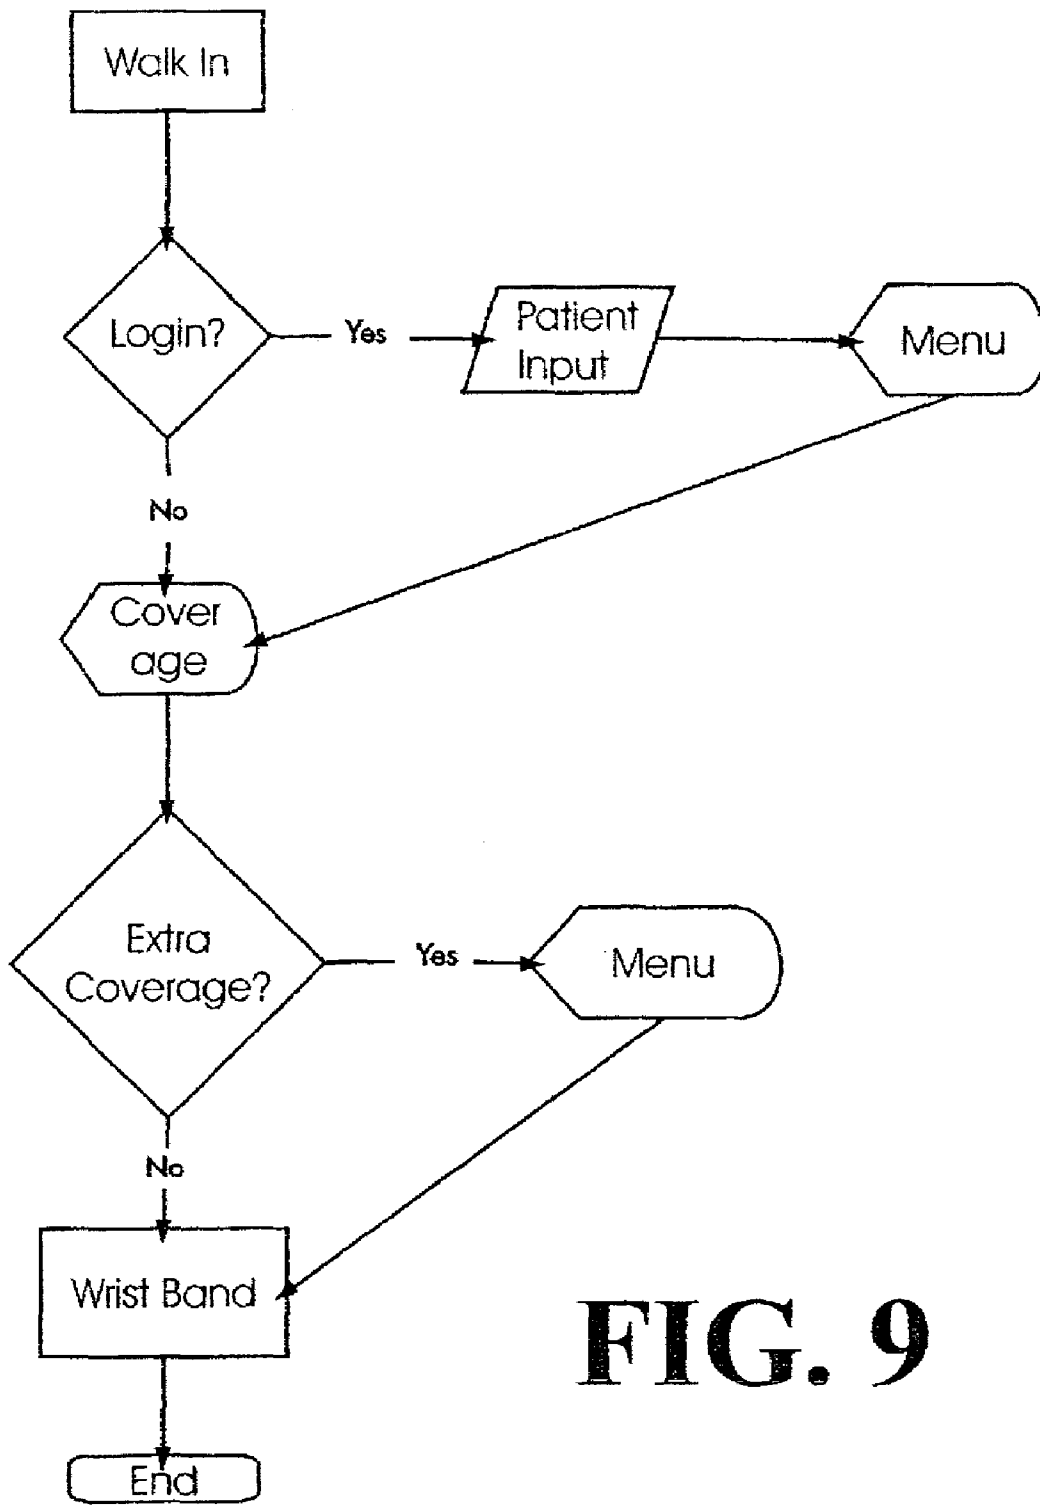 Walk In
Login?
Yes
Patient
Input
Menu
No
Cover
age
Extra
Coverage?
Yes
Menu
No
Wrist Band
End
FIG. 9